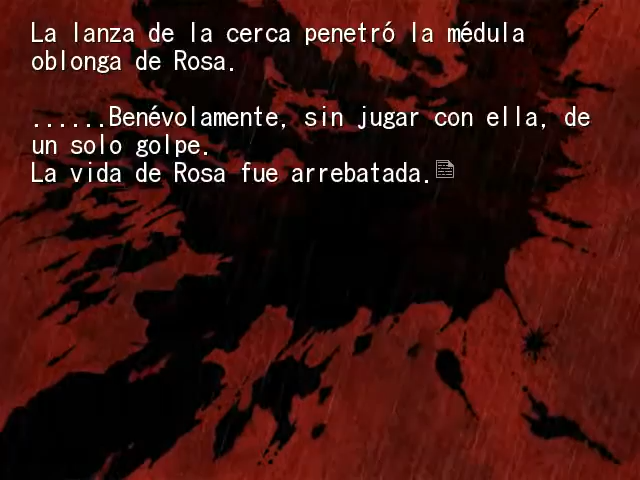 La lanza de la cerca penetró la médula
oblonga de Rosa.
......Benévolamente, sin jugar con ella, de
un solo golpe.
La vida de Rosa fue arrebatada.